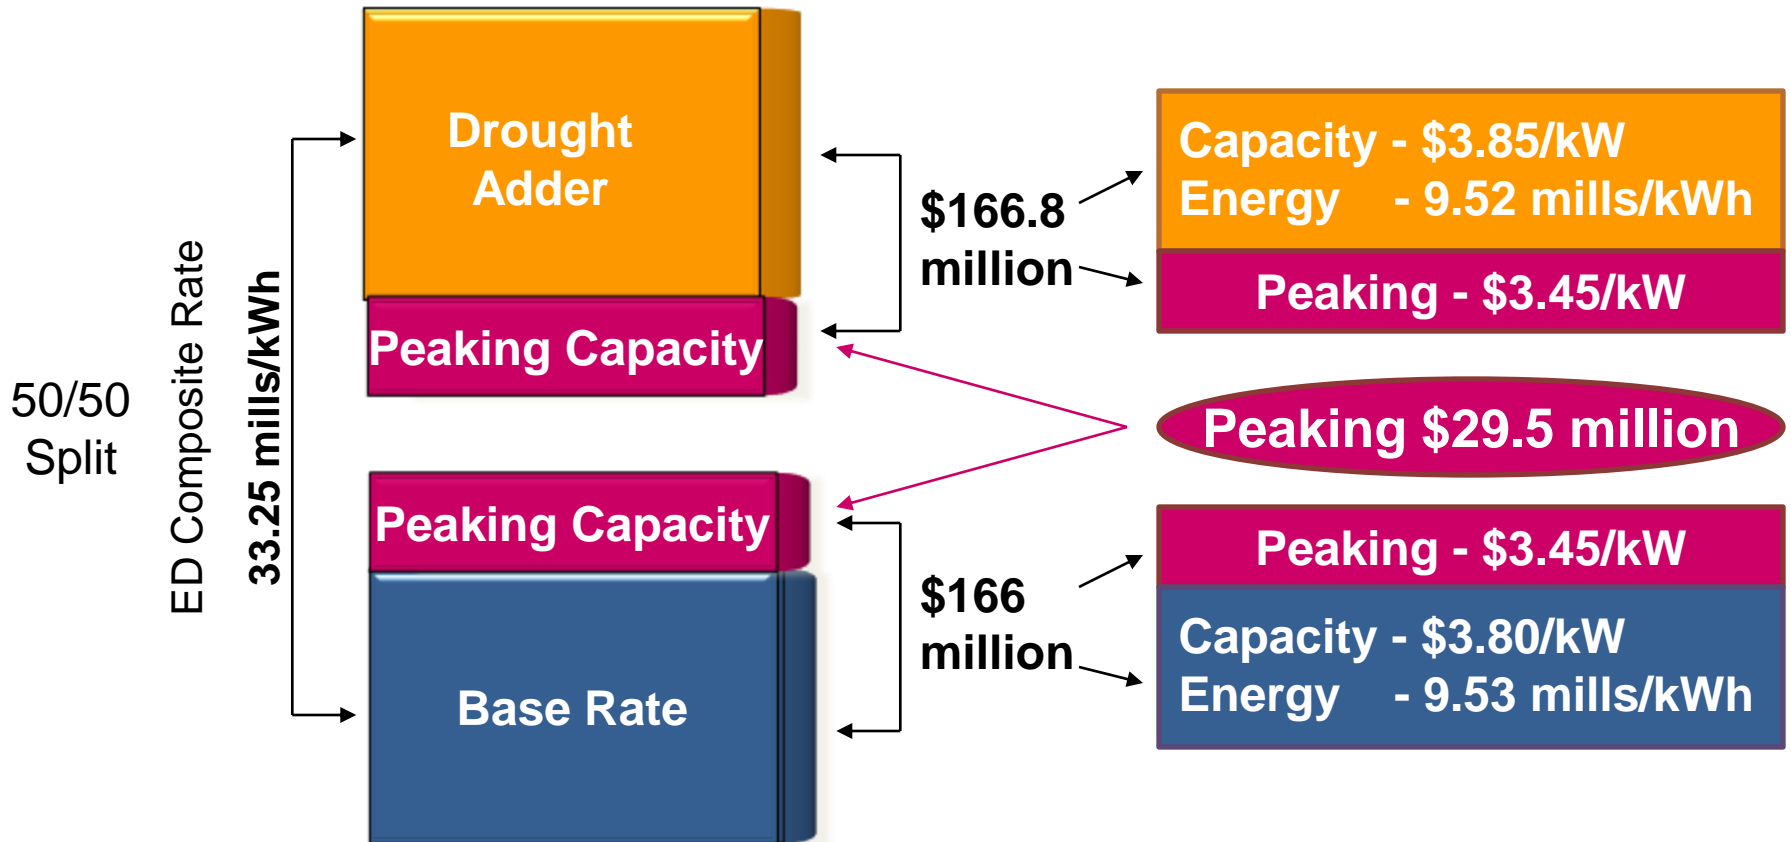 50/50
Split
ED Composite Rate
33.25 mills/kWh
Drought
Adder
Peaking Capacity
Peaking Capacity
Base Rate
$166.8
million
$166
million
Capacity - $3.85/kW
Energy - 9.52 mills/kWh
Peaking - $3.45/kW
Peaking $29.5 million
Peaking - $3.45/kW
Capacity - $3.80/kW
Energy - 9.53 mills/kWh